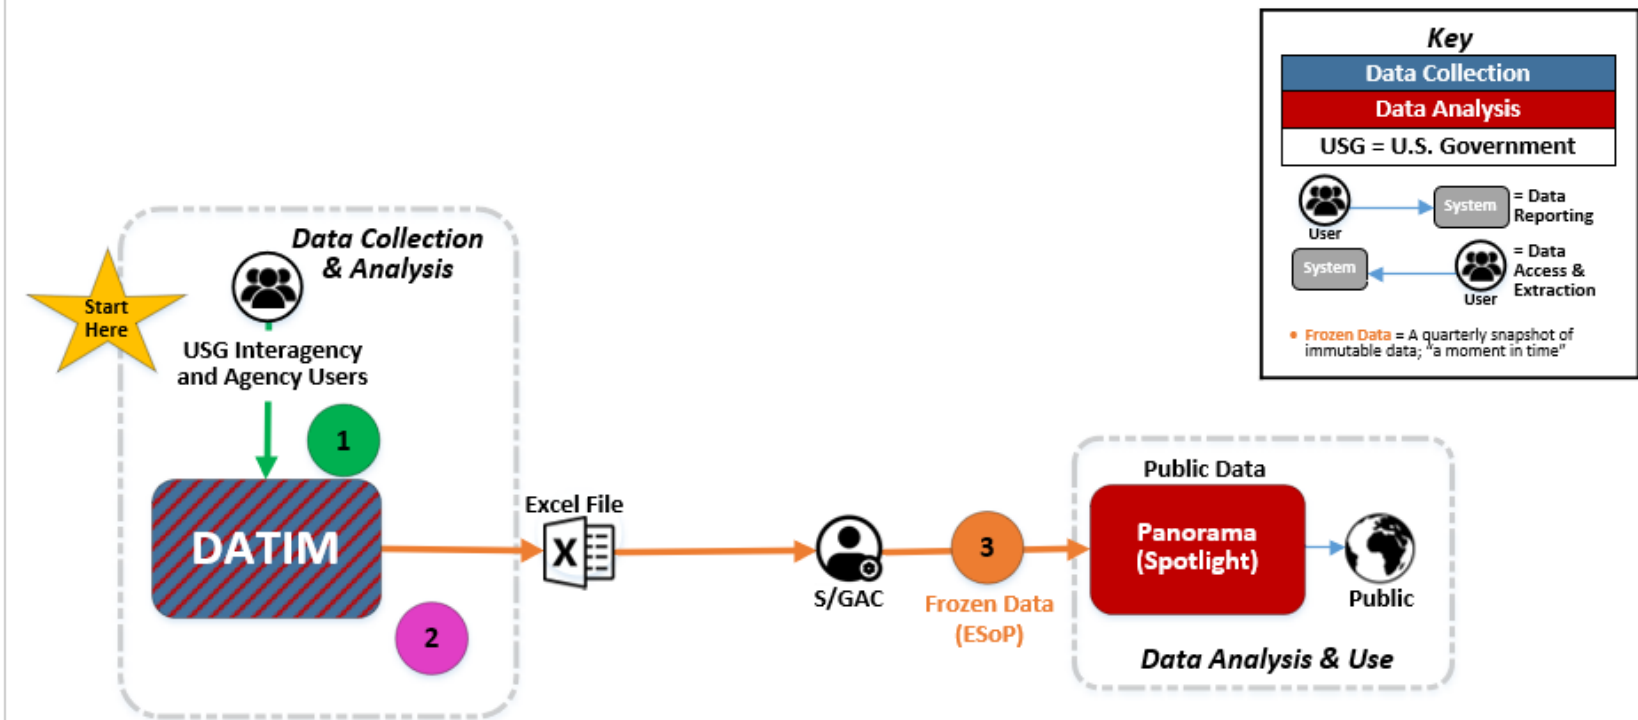 Key
Data Collection
Data Analysis
USG = U.S. Government
System
= Data
Reporting
User
System
= Data
Access &
Extraction
User
• Frozen Data = A quarterly snapshot of
immutable data; "a moment in time"
Data Collection
& Analysis
Start
Here
USG Interagency
and Agency Users
1
DATIM
2
Excel File
X
S/GAC
3
Frozen Data
(ESoP)
Public Data
Panorama
(Spotlight)
Public
Data Analysis & Use